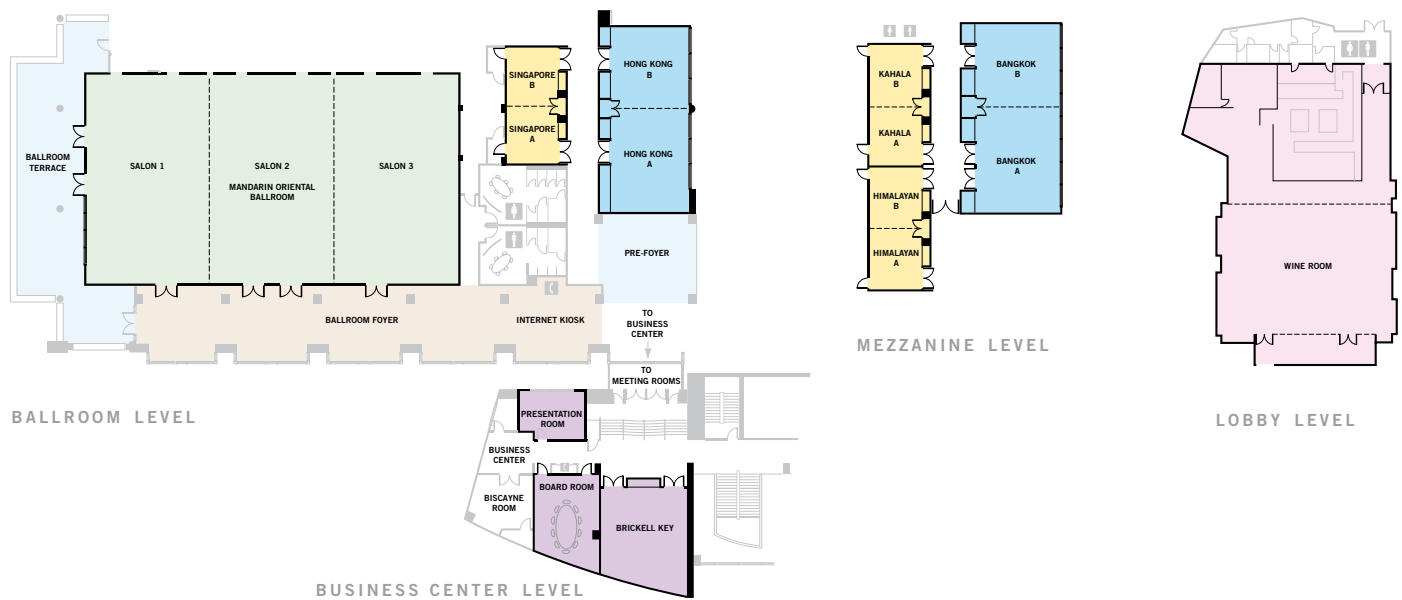 BALLROOM
TERRACE
SALON 1
SALON 2
SALON 3
MANDARIN ORIENTAL
BALLROOM
SINGAPORE
B
SINGAPORE
A
HONG KONG
B
HONG KONG
A
PRE-FOYER
BALLROOM FOYER
INTERNET KIOSK
TO
BUSINESS
CENTER
TO
MEETING ROOMS
BALLROOM LEVEL
PRESENTATION
ROOM
BUSINESS
CENTER
BISCAYNE
ROOM
BOARD ROOM
BRICKELL KEY
BUSINESS CENTER LEVEL
KAHALA
B
KAHALA
A
HIMALAYAN
B
HIMALAYAN
A
BANGKOK
B
BANGKOK
A
MEZZANINE LEVEL
WINE ROOM
LOBBY LEVEL